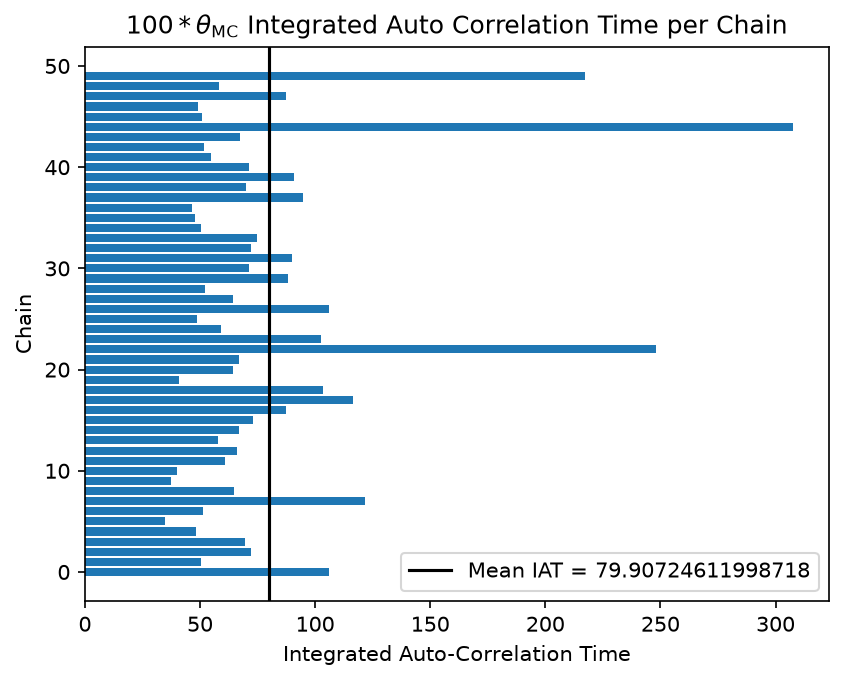 100 * θMC Integrated Auto Correlation Time per Chain
50
40
30
20
10
0
Chain
Mean IAT = 79.90724611998718
0 50 100 150 200 250 300
Integrated Auto-Correlation Time